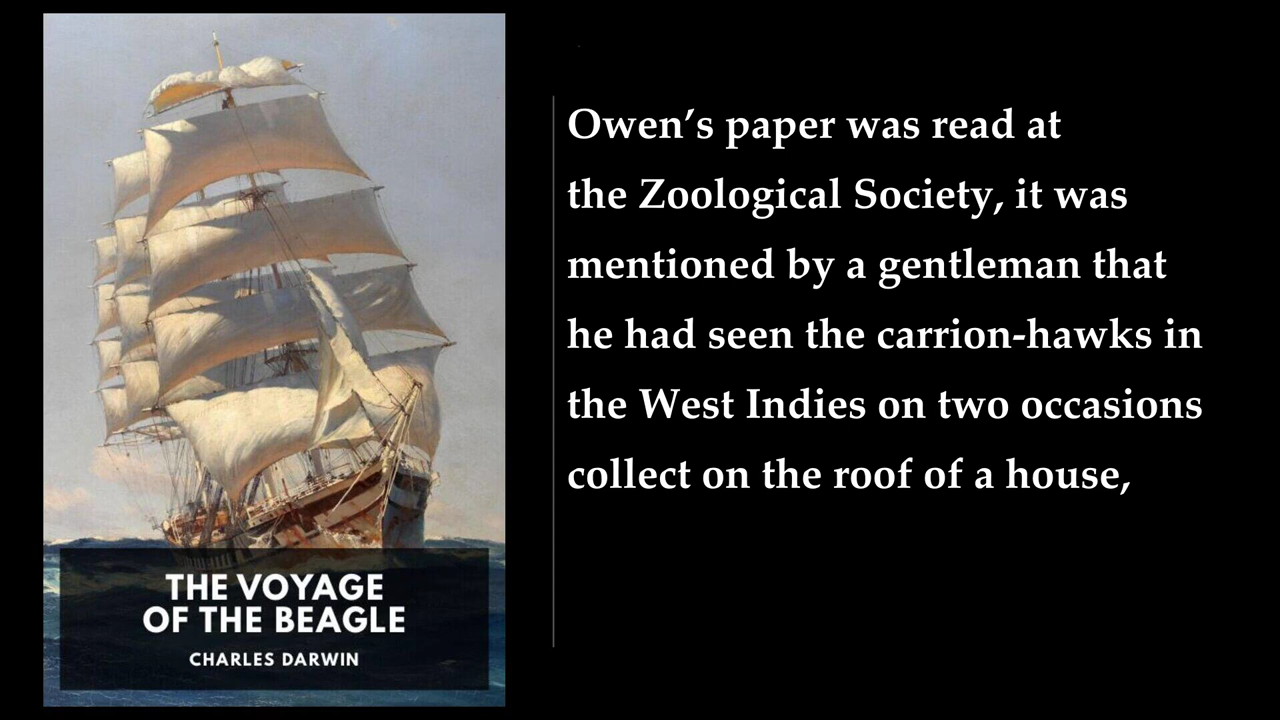 THE VOYAGE
OF THE BEAGLE
CHARLES DARWIN
Owen’s paper was read at
the Zoological Society, it was
mentioned by a gentleman that
he had seen the carrion-hawks in
the West Indies on two occasions
collect on the roof of a house,